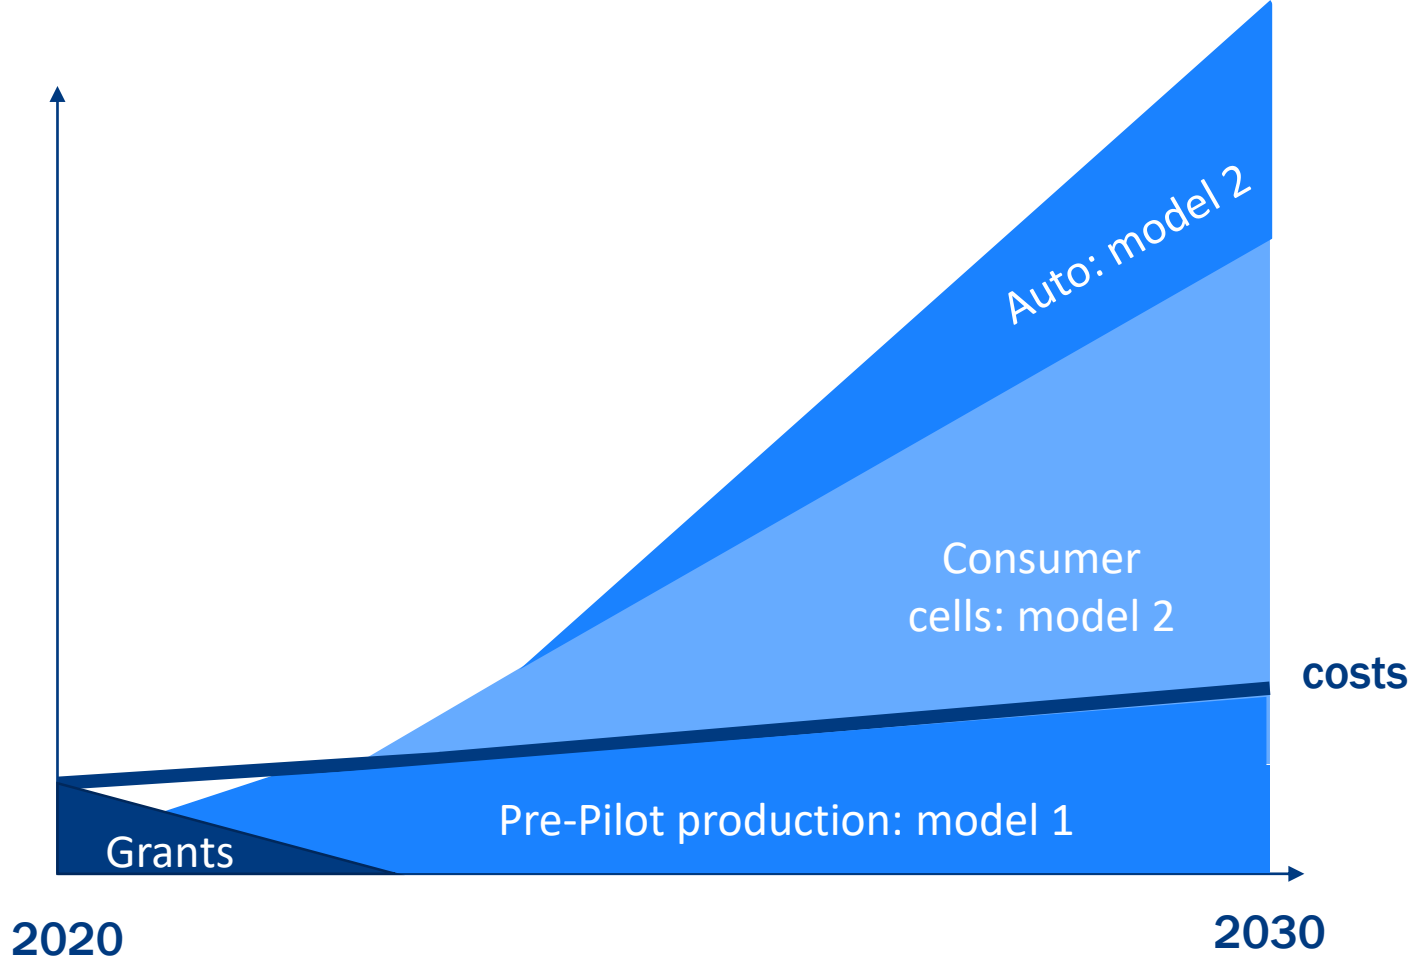 Auto: model 2
Consumer
cells: model 2
costs
Pre-Pilot production: model 1
Grants
2020
2030